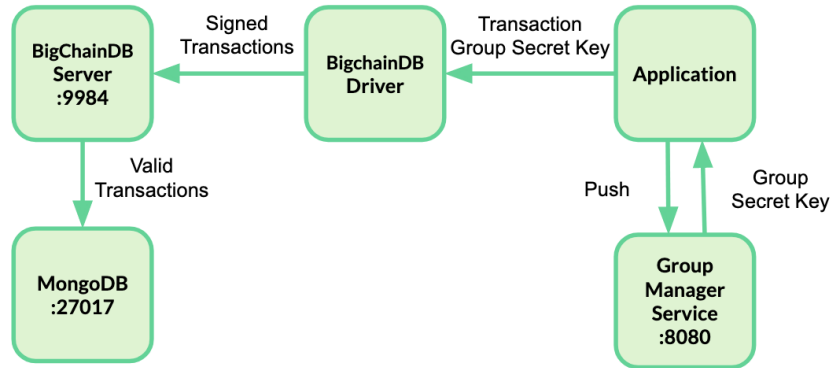 BigChainDB
Server
:9984
Signed
Transactions
BigchainDB
Driver
Transaction
Group Secret Key
Application
Valid
Transactions
Push
Group
Secret Key
MongoDB
:27017
Group
Manager
Service
:8080